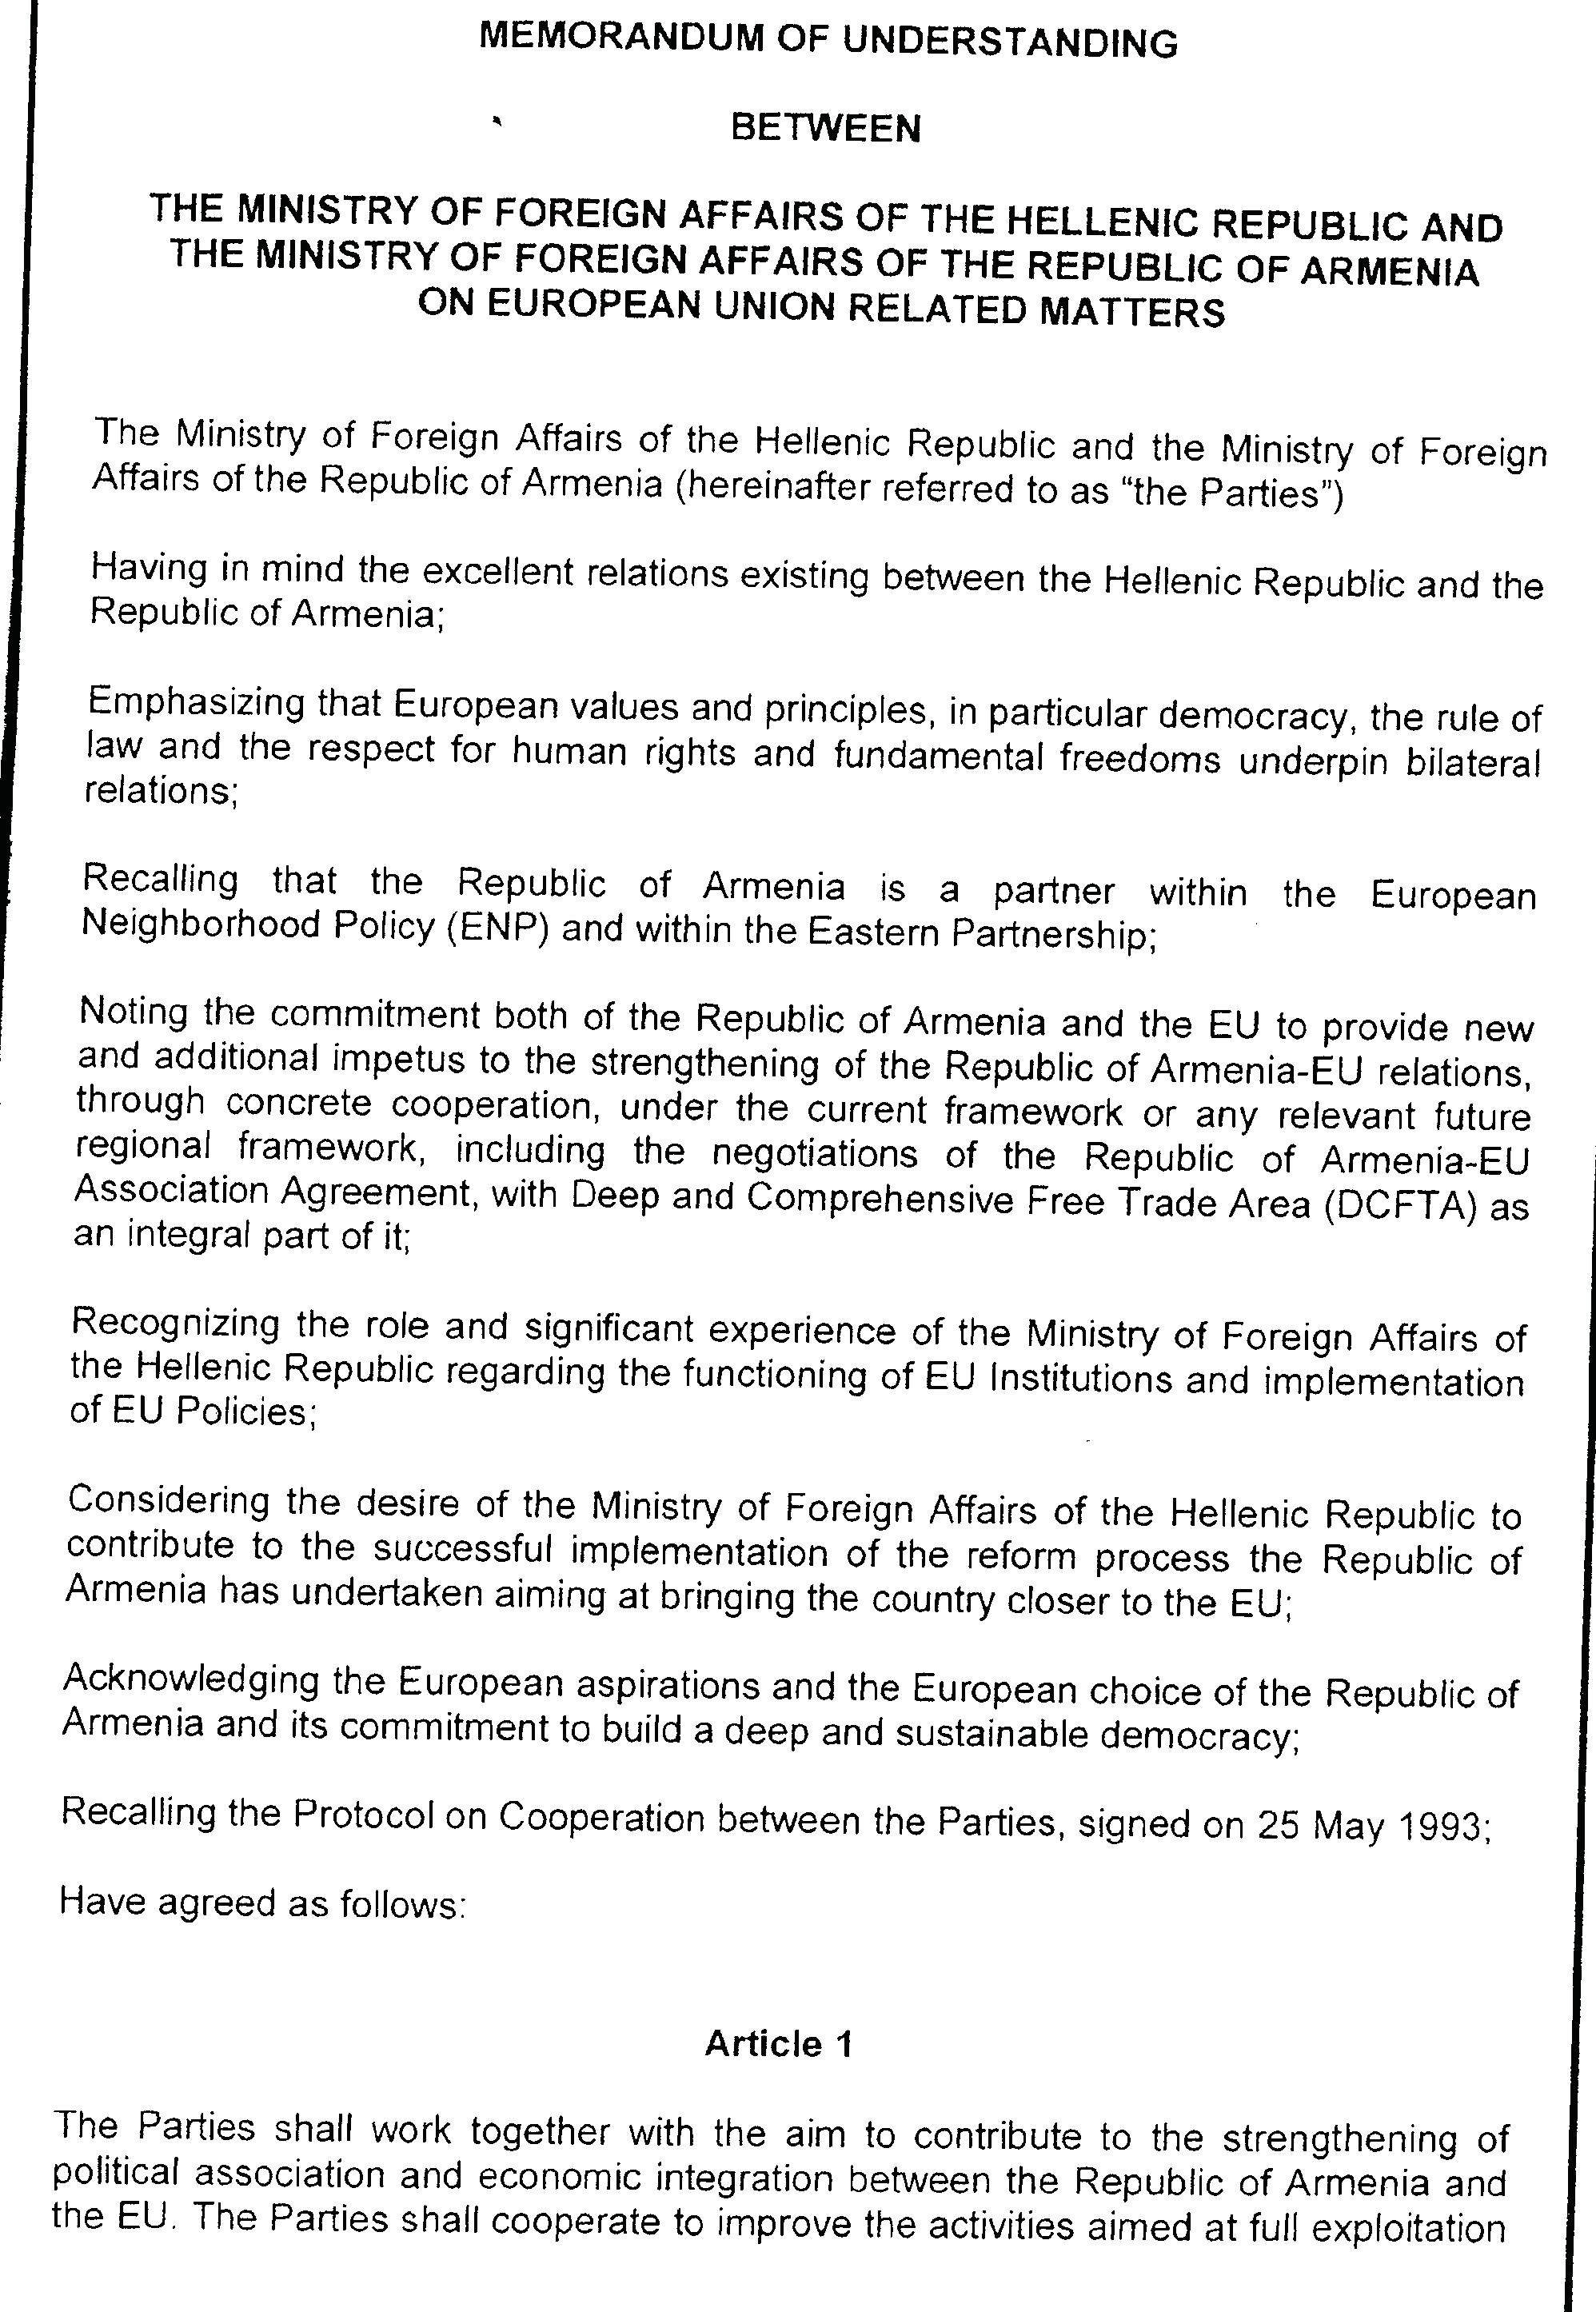 MEMORANDUM OF UNDERSTANDING
BETWEEN
THE MINISTRY OF FOREIGN AFFAIRS OF THE HELLENIC REPUBLIC AND
THE MINISTRY OF FOREIGN AFFAIRS OF THE REPUBLIC OF ARMENIA
ON EUROPEAN UNION RELATED MATTERS
The Ministry of Foreign Affairs of the Hellenic Republic and the Ministry of Foreign
Affairs of the Republic of Armenia (hereinafter referred to as “the Parties”)
Having in mind the excellent relations existing between the Hellenic Republic and the
Republic of Armenia;
Emphasizing that European values and principles, in particular democracy, the rule of
law and the respect for human rights and fundamental freedoms underpin bilateral
relations;
Recalling that the Republic of Armenia is a partner within the European
Neighborhood Policy (ENP) and within the Eastern Partnership;
Noting the commitment both of the Republic of Armenia and the EU to provide new
and additional impetus to the strengthening of the Republic of Armenia-EU relations,
through concrete cooperation, under the current framework or any relevant future
regional framework, including the negotiations of the Republic of Armenia-EU
Association Agreement, with Deep and Comprehensive Free Trade Area (DCFTA) as
an integral part of it;
Recognizing the role and significant experience of the Ministry of Foreign Affairs of
the Hellenic Republic regarding the functioning of EU Institutions and implementation
of EU Policies;
Considering the desire of the Ministry of Foreign Affairs of the Hellenic Republic to
contribute to the successful implementation of the reform process the Republic of
Armenia has undertaken aiming at bringing the country closer to the EU;
Acknowledging the European aspirations and the European choice of the Republic of
Armenia and its commitment to build a deep and sustainable democracy;
Recalling the Protocol on Cooperation between the Parties, signed on 25 May 1993;
Have agreed as follows:
Article 1
The Parties shall work together with the aim to contribute to the strengthening of
political association and economic integration between the Republic of Armenia and
the EU. The Parties shall cooperate to improve the activities aimed at full exploitation